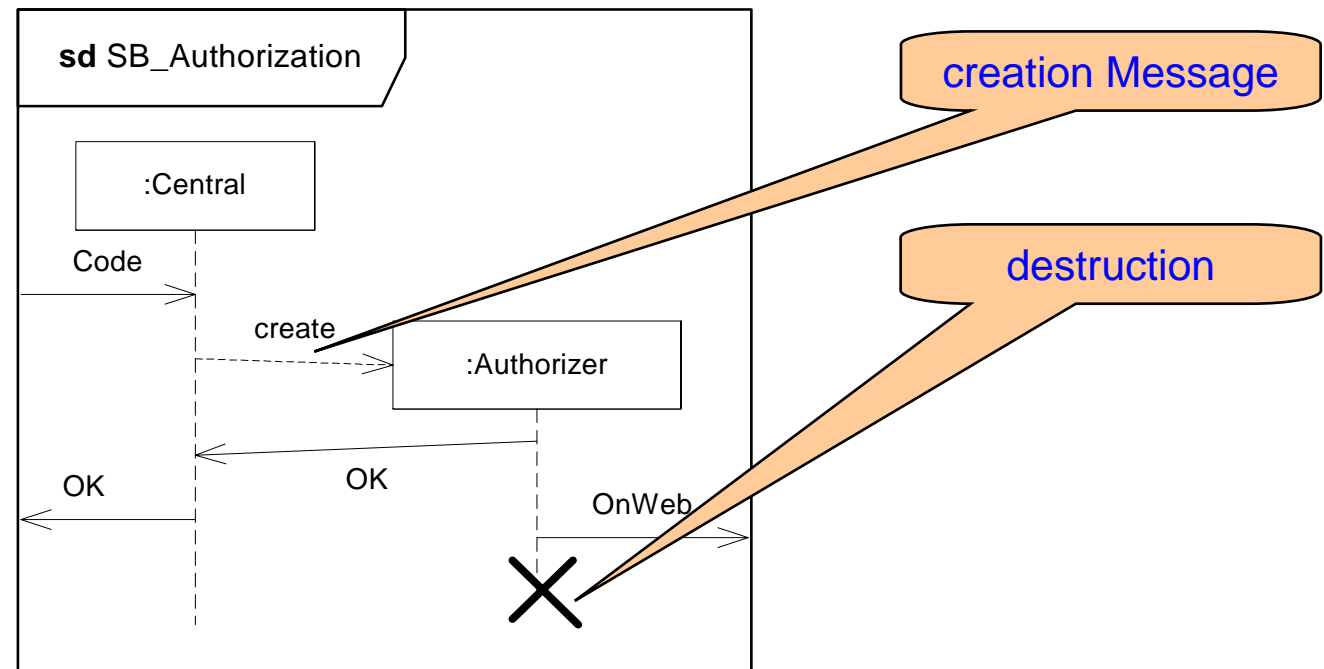 sd SB_Authorization
creation Message
:Central
Code
destruction
create
:Authorizer
OK
OK
OnWeb